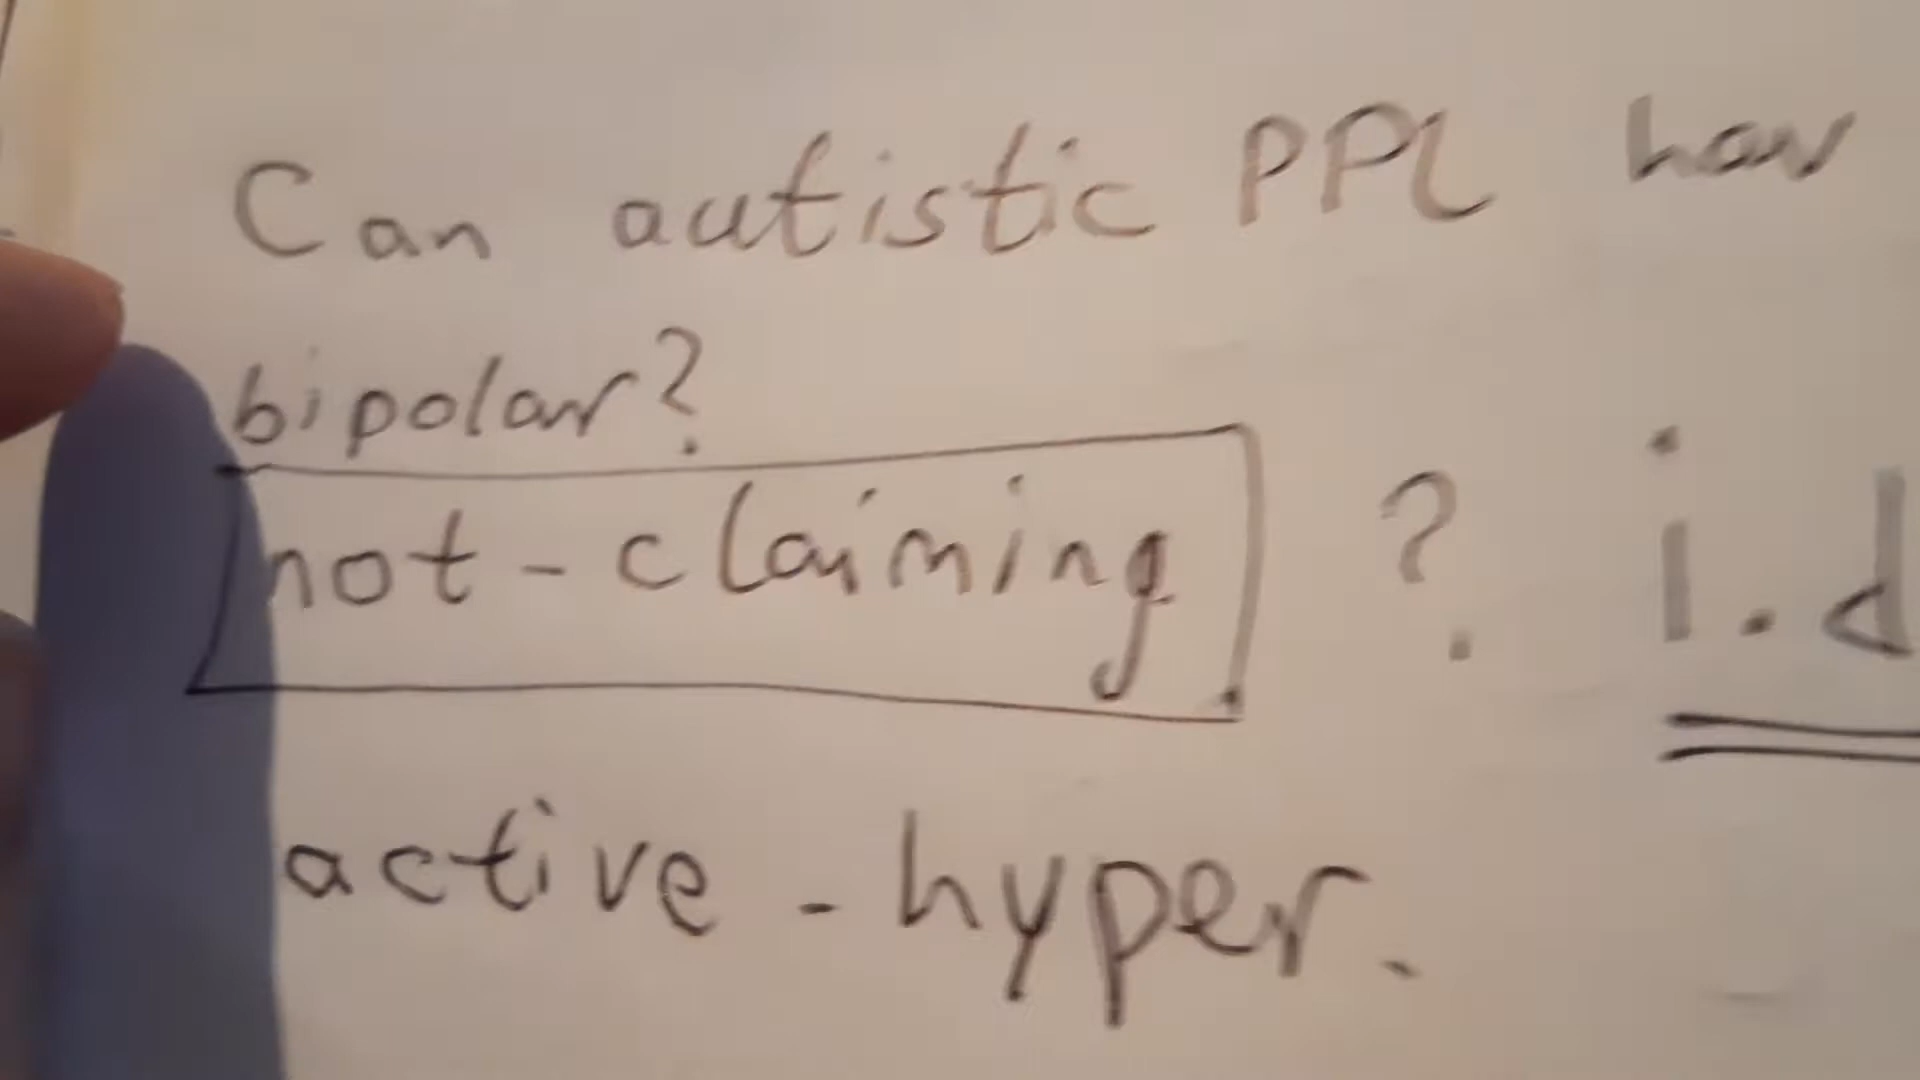 Can autistic PPL hav
bipolar?
not-claiming ? i.d
active-hyper.